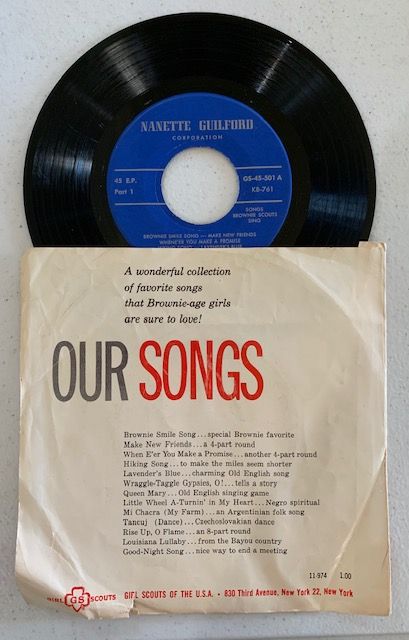 NANETTE GUILFORD
CORPORATION
45 E.P.
Part 1
GS-45-501 A
K8-761
SONGS
BROWNIE SCOUTS
SING
BROWNIE SMILE SONG — MAKE NEW FRIENDS
WHENE'ER YOU MAKE A PROMISE
HIKING SONG — LAVENDER'S BLUE
A wonderful collection
of favorite songs
that Brownie-age girls
are sure to love!
OUR SONGS
Brownie Smile Song...special Brownie favorite
Make New Friends...a 4-part round
When E'er You Make a Promise...another 4-part round
Hiking Song...to make the miles seem shorter
Lavender's Blue...charming Old English song
Wraggle-Taggle Gypsies, O!...tells a story
Queen Mary...Old English singing game
Little Wheel A-Turnin' in My Heart...Negro spiritual
Mi Chacra (My Farm)...an Argentinian folk song
Tancuj (Dance)...Czechoslovakian dance
Rise Up, O Flame...an 8-part round
Louisiana Lullaby...from the Bayou country
Good-Night Song...nice way to end a meeting
11-974 1.00
GIRL GS SCOUTS GIRL SCOUTS OF THE U.S.A. • 830 Third Avenue, New York 22, New York